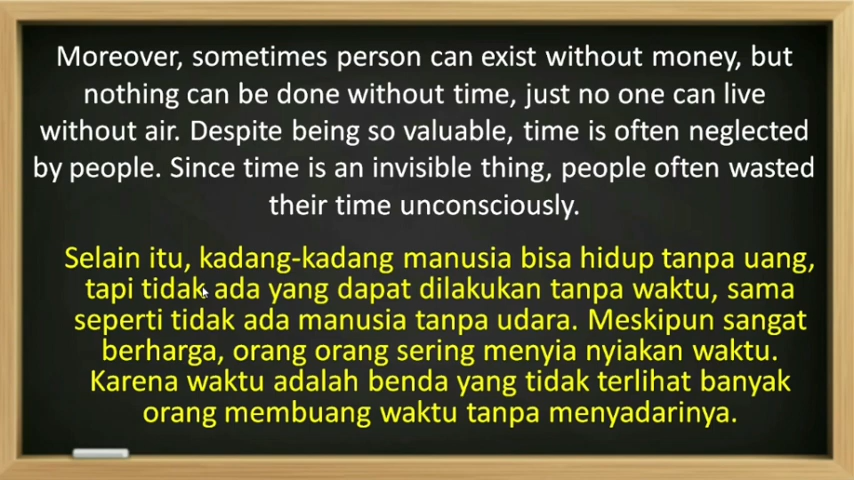 Moreover, sometimes person can exist without money, but
nothing can be done without time, just no one can live
without air. Despite being so valuable, time is often neglected
by people. Since time is an invisible thing, people often wasted
their time unconsciously.
Selain itu, kadang-kadang manusia bisa hidup tanpa uang,
tapi tidak ada yang dapat dilakukan tanpa waktu, sama
seperti tidak ada manusia tanpa udara. Meskipun sangat
berharga, orang orang sering menyia nyiakan waktu.
Karena waktu adalah benda yang tidak terlihat banyak
orang membuang waktu tanpa menyadarinya.